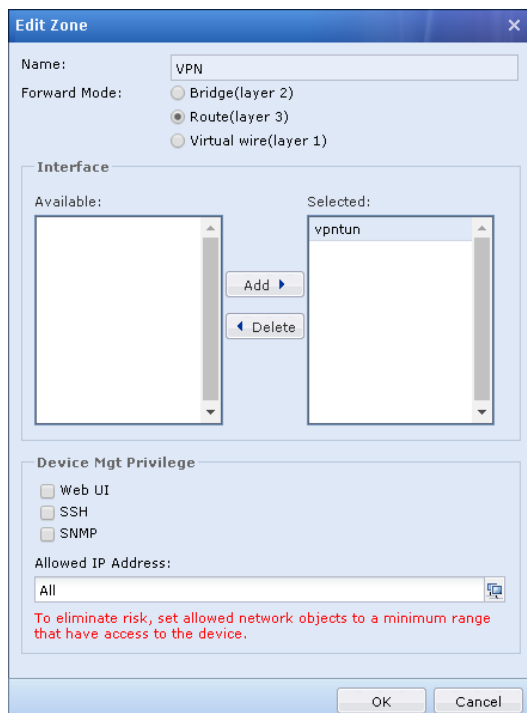 Edit Zone
Name: VPN
Forward Mode: Bridge(layer 2)
Route(layer 3)
Virtual wire(layer 1)
Interface
Available: Selected:
vpntun
Add
Delete
Device Mgt Privilege
Web UI
SSH
SNMP
Allowed IP Address:
All
To eliminate risk, set allowed network objects to a minimum range
that have access to the device.
OK Cancel